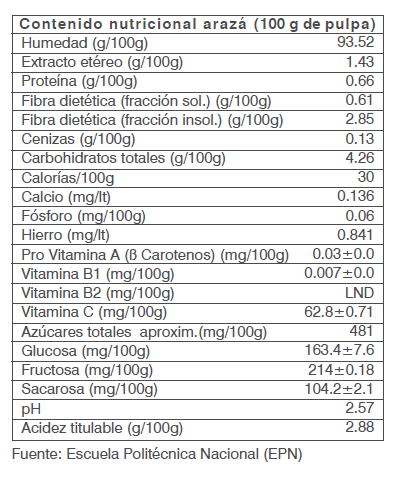 Contenido nutricional arazá (100 g de pulpa)
Humedad (g/100g) 93.52
Extracto etéreo (g/100g) 1.43
Proteína (g/100g) 0.66
Fibra dietética (fracción sol.) (g/100g) 0.61
Fibra dietética (fracción insol.) (g/100g) 2.85
Cenizas (g/100g) 0.13
Carbohidratos totales (g/100g) 4.26
Calorías/100g 30
Calcio (mg/lt) 0.136
Fósforo (mg/100g) 0.06
Hierro (mg/lt) 0.841
Pro Vitamina A (ß Carotenos) (mg/100g) 0.03±0.0
Vitamina B1 (mg/100g) 0.007±0.0
Vitamina B2 (mg/100g) LND
Vitamina C (mg/100g) 62.8±0.71
Azúcares totales aproxim.(mg/100g) 481
Glucosa (mg/100g) 163.4±7.6
Fructosa (mg/100g) 214±0.18
Sacarosa (mg/100g) 104.2±2.1
pH 2.57
Acidez titulable (g/100g) 2.88
Fuente: Escuela Politécnica Nacional (EPN)